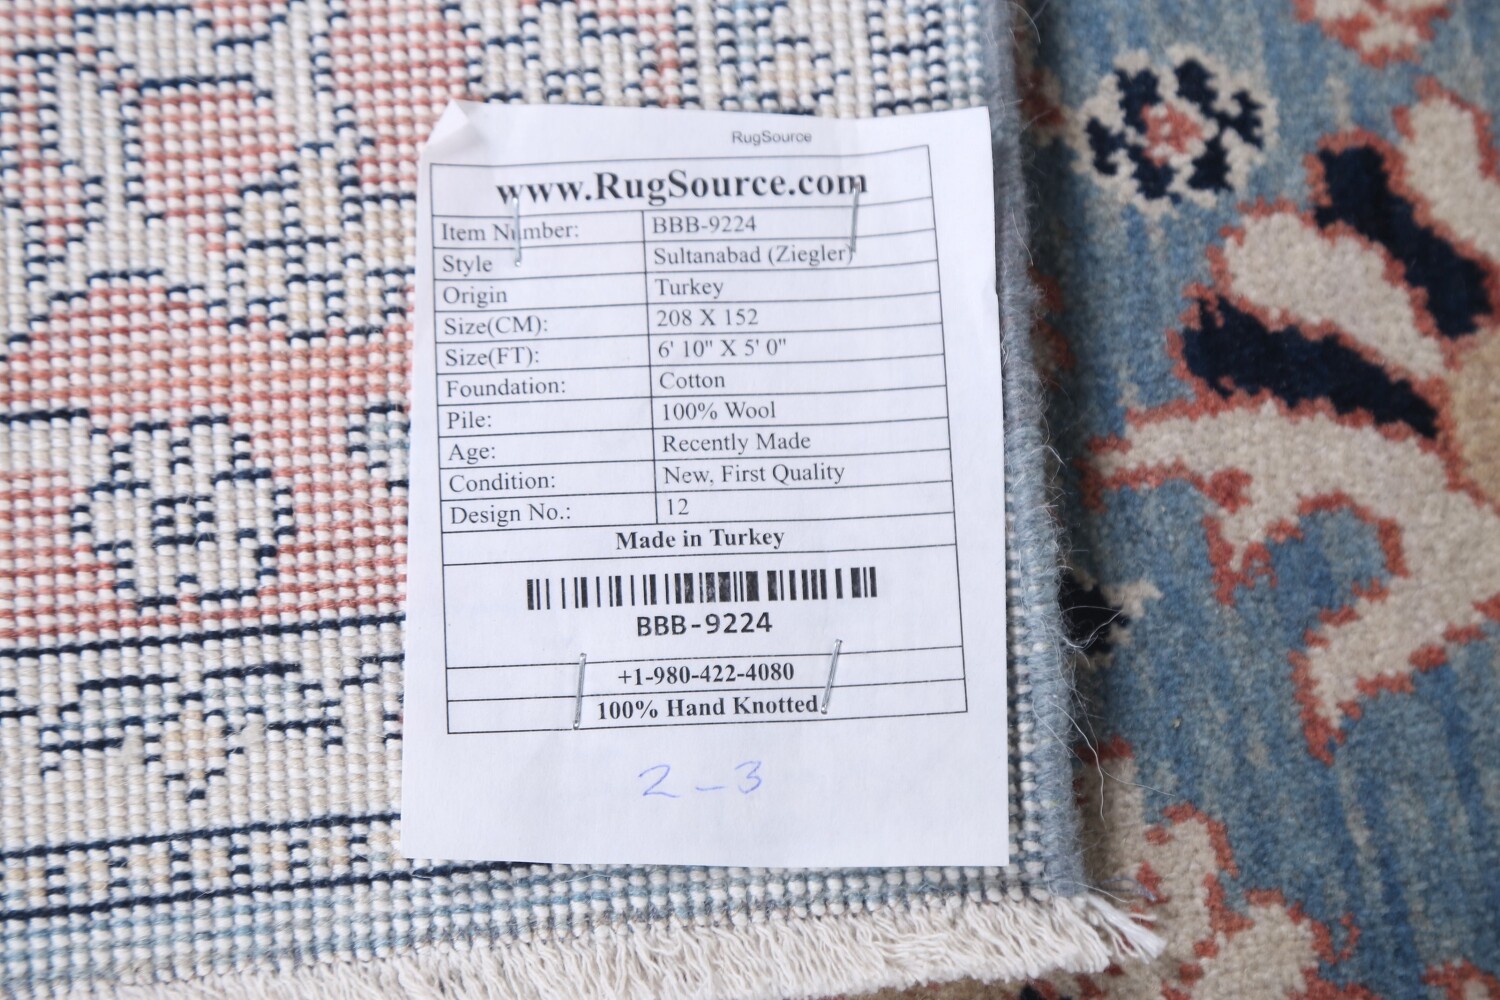 RugSource
www.RugSource.com
Item Number: BBB-9224
Style Sultanabad (Ziegler)
Origin Turkey
Size(CM): 208 X 152
Size(FT): 6' 10" X 5' 0"
Foundation: Cotton
Pile: 100% Wool
Age: Recently Made
Condition: New, First Quality
Design No.: 12
Made in Turkey
BBB-9224
+1-980-422-4080
100% Hand Knotted
2-3